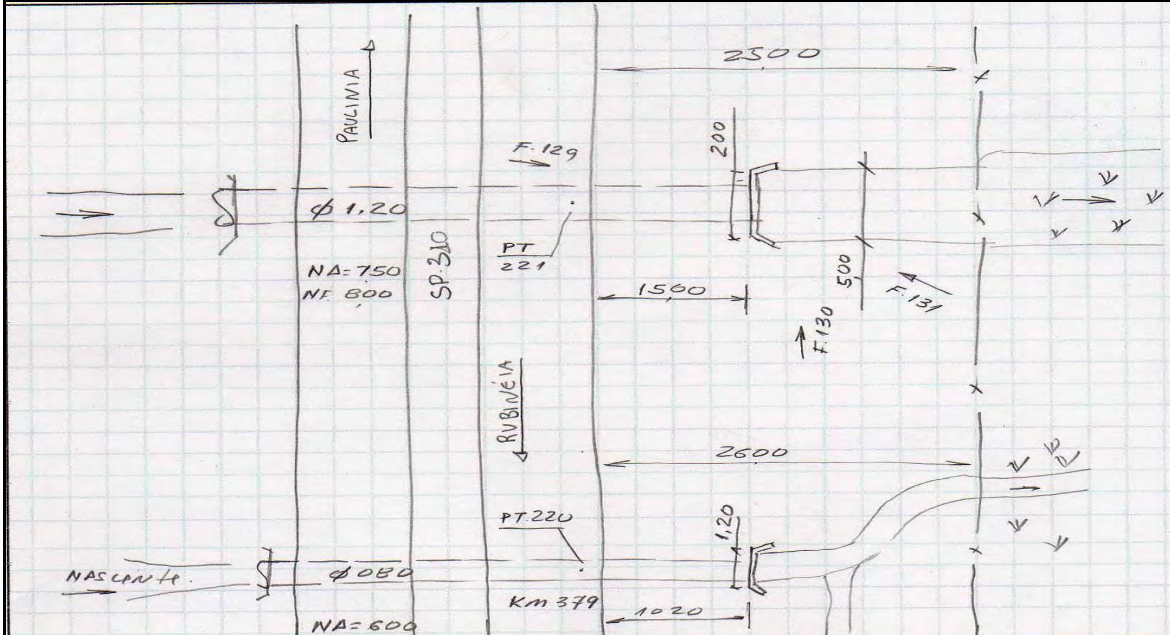 2500
PAULINIA
F.129
200
Ø 1.20
SP.310
PT
221
NA=750
NF 800
1500
500
F.131
F.130
RUBINÉIA
2600
PT.220
1,20
NASCENTE.
Ø080
Km 379
1020
NA=600